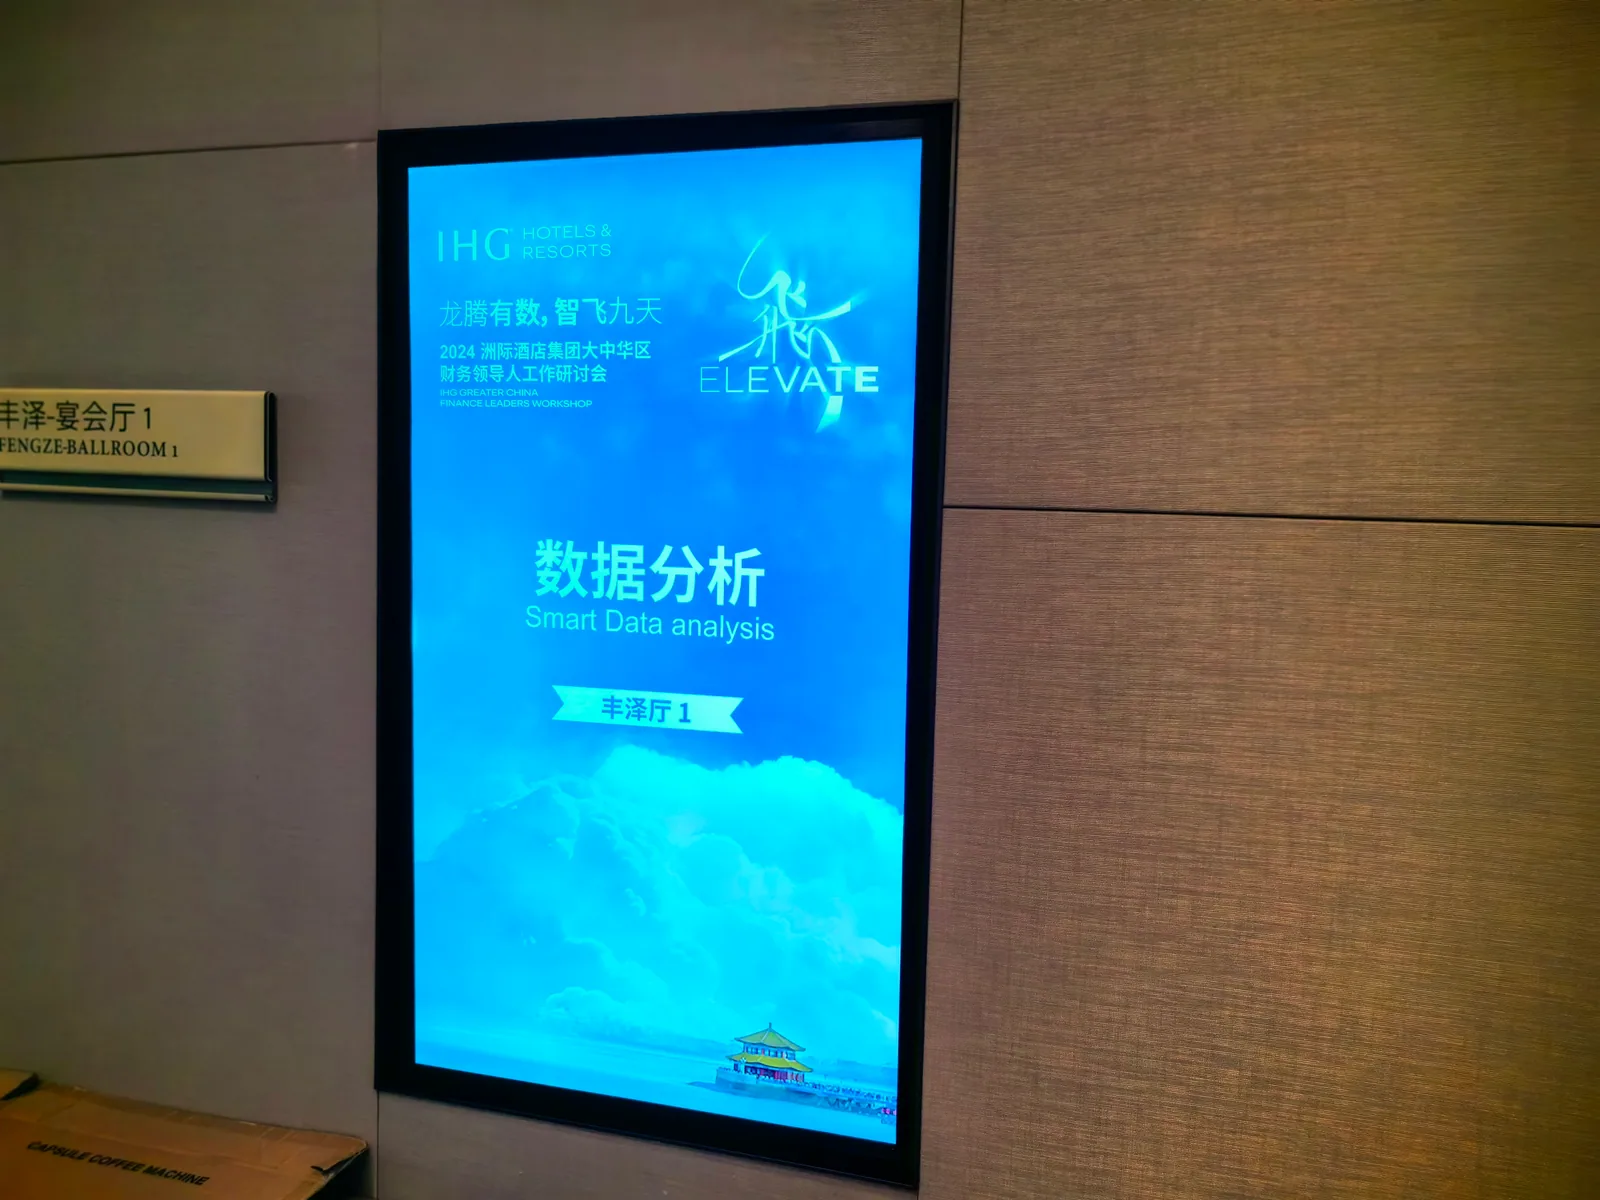 IHG® HOTELS &
RESORTS
龙腾有数,智飞九天
2024 洲际酒店集团大中华区
财务领导人工作研讨会
IHG GREATER CHINA
FINANCE LEADERS WORKSHOP
飛
ELEVATE
丰泽-宴会厅 1
FENGZE-BALLROOM 1
数据分析
Smart Data analysis
丰泽厅 1
CAPSULE COFFEE MACHINE